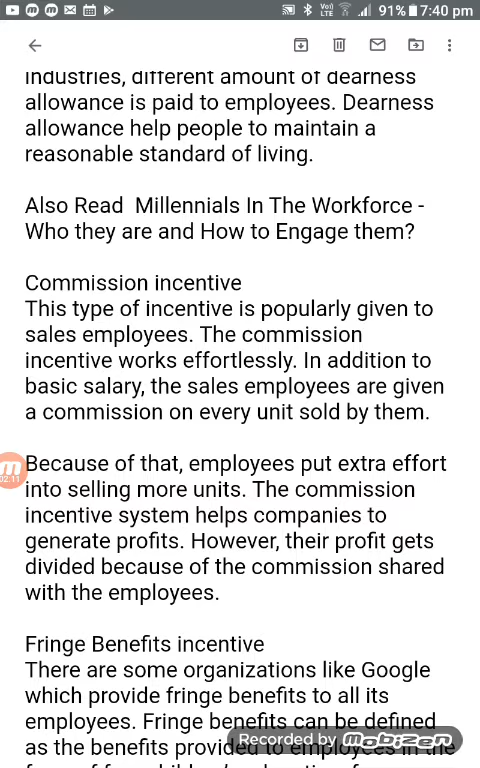 Vo))
LTE
91%
7:40 pm
industries, different amount of dearness
allowance is paid to employees. Dearness
allowance help people to maintain a
reasonable standard of living.
Also Read Millennials In The Workforce -
Who they are and How to Engage them?
Commission incentive
This type of incentive is popularly given to
sales employees. The commission
incentive works effortlessly. In addition to
basic salary, the sales employees are given
a commission on every unit sold by them.
Because of that, employees put extra effort
02:11
into selling more units. The commission
incentive system helps companies to
generate profits. However, their profit gets
divided because of the commission shared
with the employees.
Fringe Benefits incentive
There are some organizations like Google
which provide fringe benefits to all its
employees. Fringe benefits can be defined
Recorded by Mobizen
as the benefits provided to employees in the